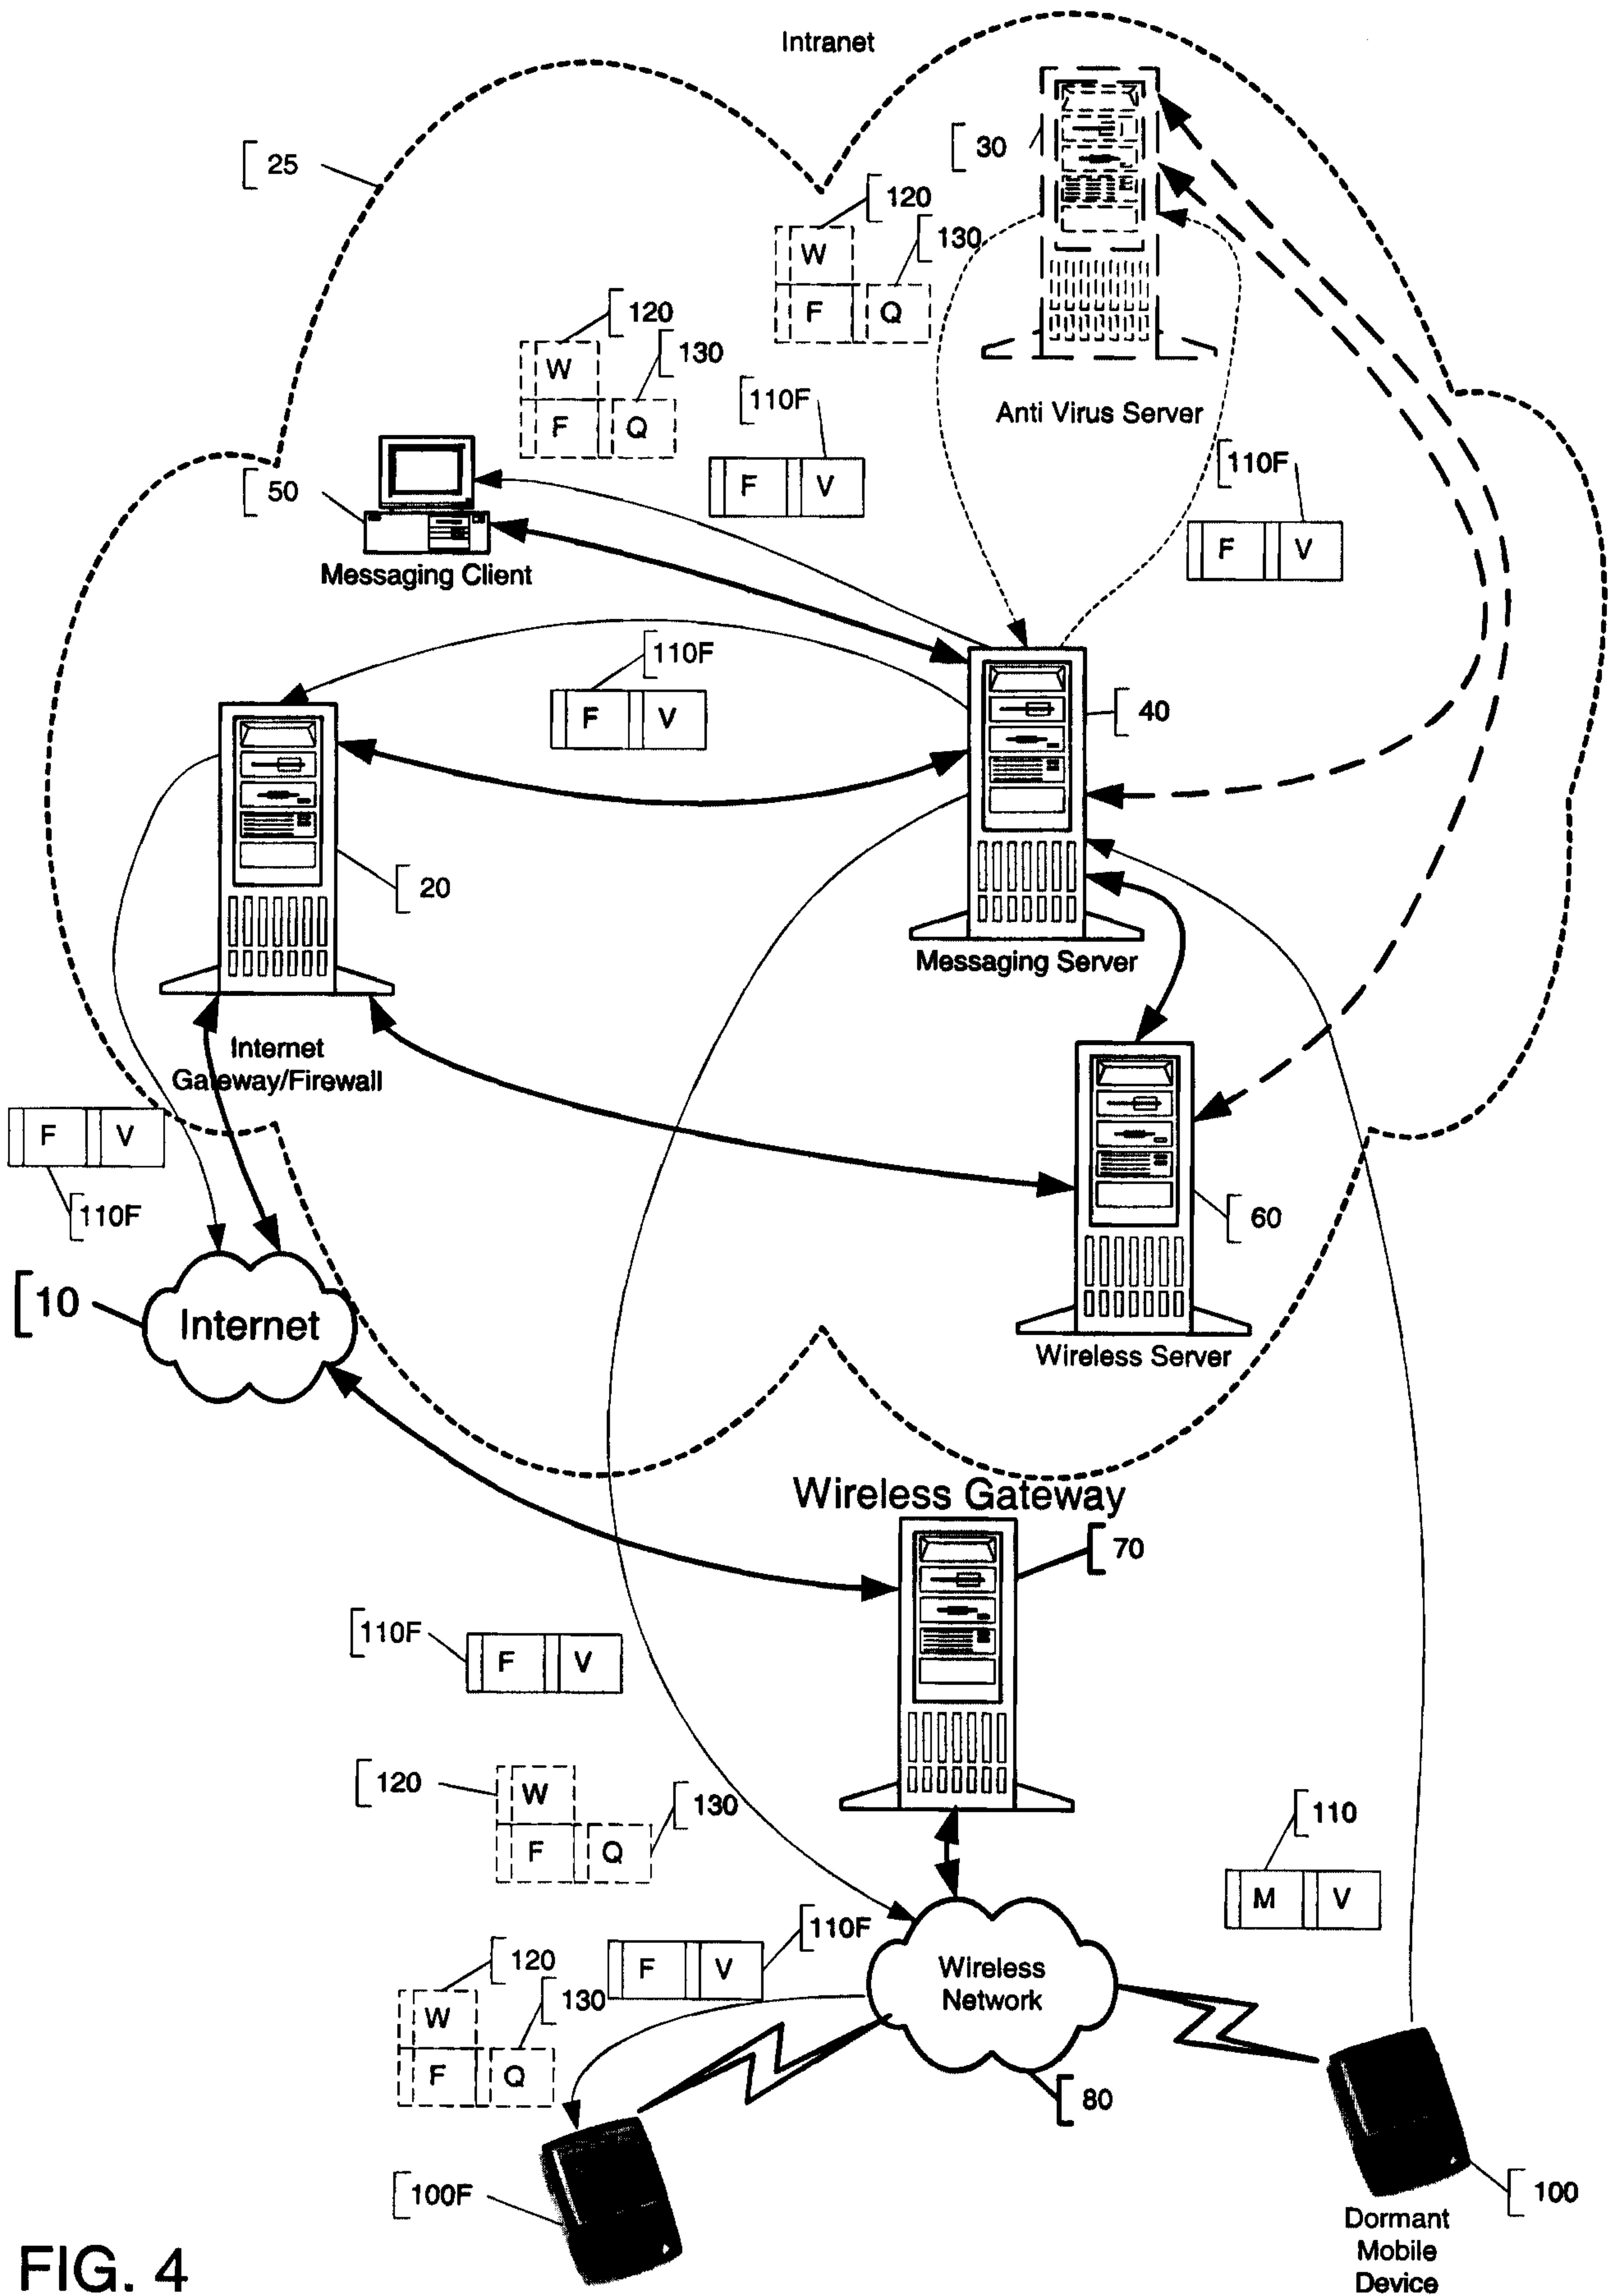 Intranet
[25
[30
[120
[130
W
F
Q
[120
[130
W
F
Q
[110F
Anti Virus Server
[110F
F
V
[50
Messaging Client
F
V
[110F
F
V
[40
[20
Messaging Server
Internet
Gateway/Firewall
F
V
[110F
[60
[10
Internet
Wireless Server
Wireless Gateway
[70
[110F
F
V
[120
W
[130
F
Q
[110
M
V
[110F
[120
F
V
[130
W
F
Q
Wireless
Network
[80
[100F
[100
Dormant
Mobile
Device
FIG. 4